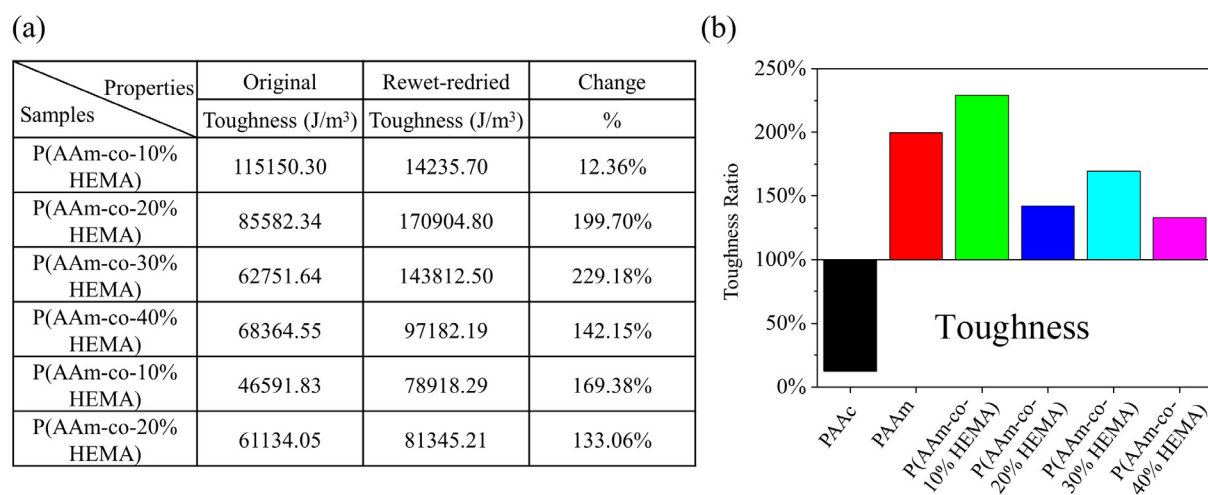 (a)
Properties
Samples
Original
Rewet-redried
Change
Toughness (J/m³)
Toughness (J/m³)
%
P(AAm-co-10%
HEMA)
115150.30
14235.70
12.36%
P(AAm-co-20%
HEMA)
85582.34
170904.80
199.70%
P(AAm-co-30%
HEMA)
62751.64
143812.50
229.18%
P(AAm-co-40%
HEMA)
68364.55
97182.19
142.15%
P(AAm-co-10%
HEMA)
46591.83
78918.29
169.38%
P(AAm-co-20%
HEMA)
61134.05
81345.21
133.06%
(b)
Toughness Ratio
250%
200%
150%
100%
50%
0%
Toughness
PAAc
PAAm
P(AAm-co-
10% HEMA)
P(AAm-co-
20% HEMA)
P(AAm-co-
30% HEMA)
P(AAm-co-
40% HEMA)